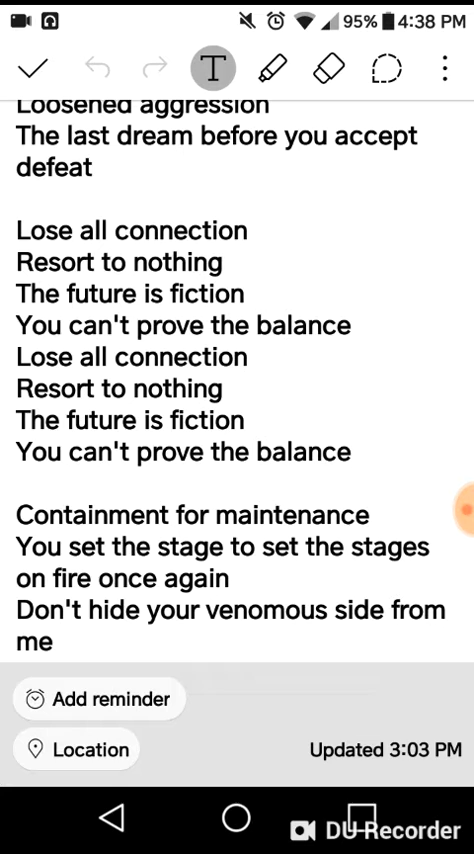 95% 4:38 PM
T
Loosened aggression
The last dream before you accept
defeat
Lose all connection
Resort to nothing
The future is fiction
You can't prove the balance
Lose all connection
Resort to nothing
The future is fiction
You can't prove the balance
Containment for maintenance
You set the stage to set the stages
on fire once again
Don't hide your venomous side from
me
Add reminder
Location
Updated 3:03 PM
DU Recorder